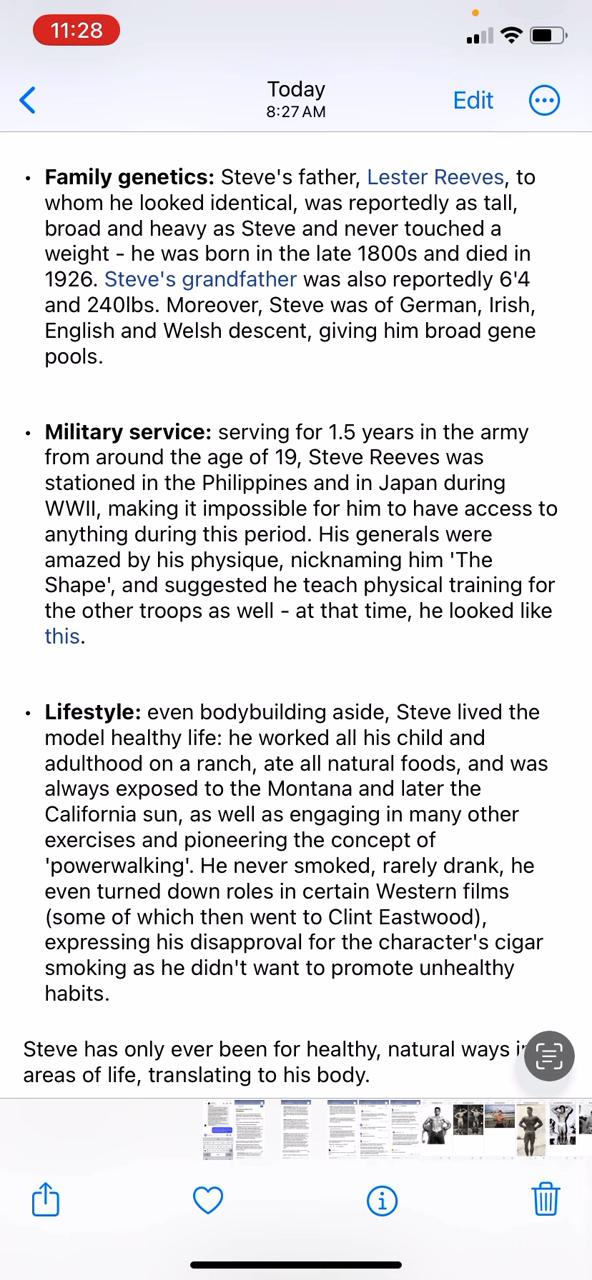 11:28
Today
8:27 AM
Edit
• Family genetics: Steve's father, Lester Reeves, to
whom he looked identical, was reportedly as tall,
broad and heavy as Steve and never touched a
weight - he was born in the late 1800s and died in
1926. Steve's grandfather was also reportedly 6'4
and 240lbs. Moreover, Steve was of German, Irish,
English and Welsh descent, giving him broad gene
pools.
• Military service: serving for 1.5 years in the army
from around the age of 19, Steve Reeves was
stationed in the Philippines and in Japan during
WWII, making it impossible for him to have access to
anything during this period. His generals were
amazed by his physique, nicknaming him 'The
Shape', and suggested he teach physical training for
the other troops as well - at that time, he looked like
this.
• Lifestyle: even bodybuilding aside, Steve lived the
model healthy life: he worked all his child and
adulthood on a ranch, ate all natural foods, and was
always exposed to the Montana and later the
California sun, as well as engaging in many other
exercises and pioneering the concept of
'powerwalking'. He never smoked, rarely drank, he
even turned down roles in certain Western films
(some of which then went to Clint Eastwood),
expressing his disapproval for the character's cigar
smoking as he didn't want to promote unhealthy
habits.
Steve has only ever been for healthy, natural ways
areas of life, translating to his body.